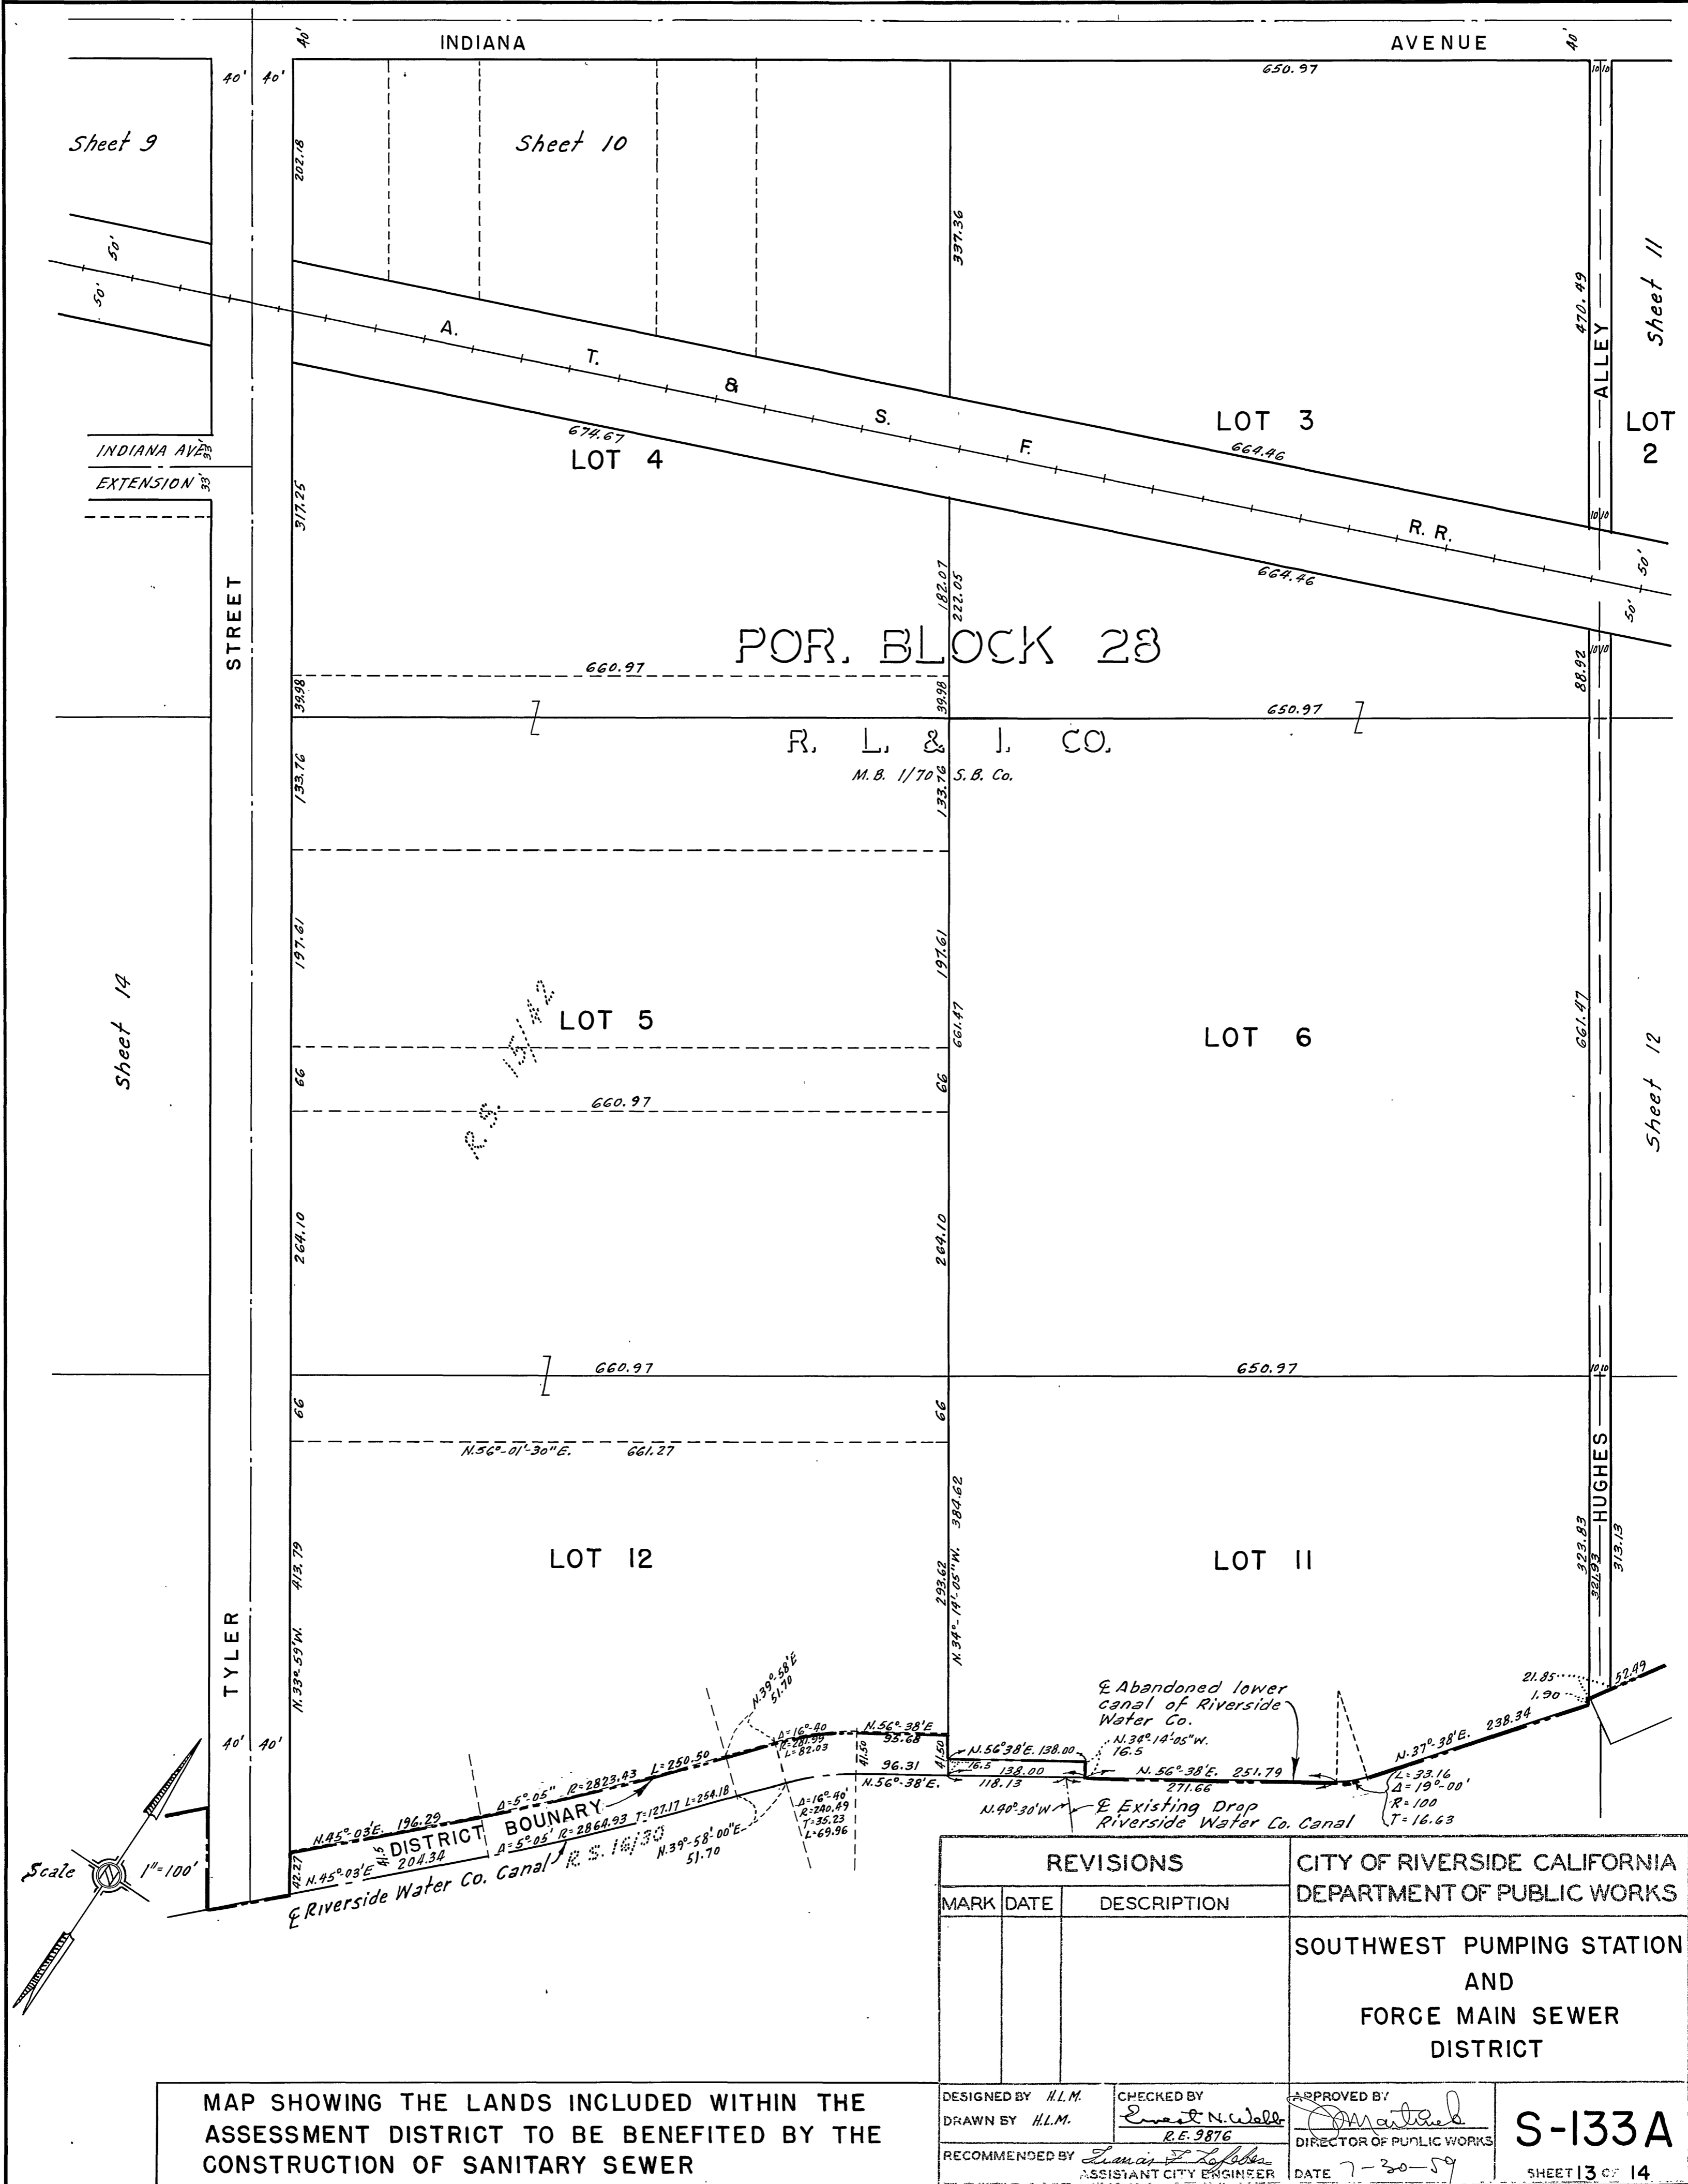 INDIANA AVENUE
40'
40'
40' 40'
650.97
10 10
Sheet 9
Sheet 10
202.18
337.36
470.49
Sheet 11
50'
50'
A. T. & S. F. R. R.
ALLEY
LOT 3
664.46
LOT
2
674.67
LOT 4
INDIANA AVE.
33'
EXTENSION
33'
317.25
10 10
50'
50'
664.46
182.07
222.05
STREET
POR. BLOCK 28
660.97
39.98
39.98
88.92
10 10
650.97
R. L. & I. CO.
M.B. 1/70 S.B. Co.
133.76
133.76
197.61
197.61
Sheet 14
R.S. 15/42
LOT 5
661.47
LOT 6
661.47
Sheet 12
66
66
660.97
264.10
264.10
660.97
650.97
10 10
66
66
N.56°-01'-30"E. 661.27
HUGHES
384.62
N.34°-14'-05"W.
293.62
323.83
321.93
313.13
LOT 12
LOT 11
413.79
N.33°-59'W.
TYLER
40' 40'
N.39°-58'E
51.70
21.85
1.90
52.49
℄ Abandoned lower
canal of Riverside
Water Co.
N.34°-14'-05"W.
16.5
238.34
N.37°-38'E.
Δ=16°-40
R=281.99
L=82.03
N.56°-38'E
95.68
41.50
41.50
N.56°38'E. 138.00
16.5
138.00
N. 56°-38'E. 251.79
271.66
96.31
N.56°-38'E.
118.13
L=33.16
Δ=19°-00'
R=100
T=16.63
N.40°-30'W
℄ Existing Drop
Riverside Water Co. Canal
Δ=5°-05" R=2823.43 L=250.50
N.45°-03'E. 196.29
DISTRICT BOUNARY
41.5
Δ=5°-05' R=2864.93 T=127.17 L=254.18
Δ=16°-40'
R=240.49
T=35.23
L=69.96
N.39°-58'-00"E
51.70
42.27
N.45°-03'E 204.34
℄ Riverside Water Co. Canal
R.S. 16/30
Scale 1"=100'
REVISIONS
MARK DATE DESCRIPTION
CITY OF RIVERSIDE CALIFORNIA
DEPARTMENT OF PUBLIC WORKS
SOUTHWEST PUMPING STATION
AND
FORCE MAIN SEWER
DISTRICT
MAP SHOWING THE LANDS INCLUDED WITHIN THE
ASSESSMENT DISTRICT TO BE BENEFITED BY THE
CONSTRUCTION OF SANITARY SEWER
DESIGNED BY H.L.M.
DRAWN BY H.L.M.
CHECKED BY
Ernest N. Webb
R.E. 9876
RECOMMENDED BY
ASSISTANT CITY ENGINEER
APPROVED BY
DIRECTOR OF PUBLIC WORKS
DATE 7-30-59
S-133A
SHEET 13 OF 14